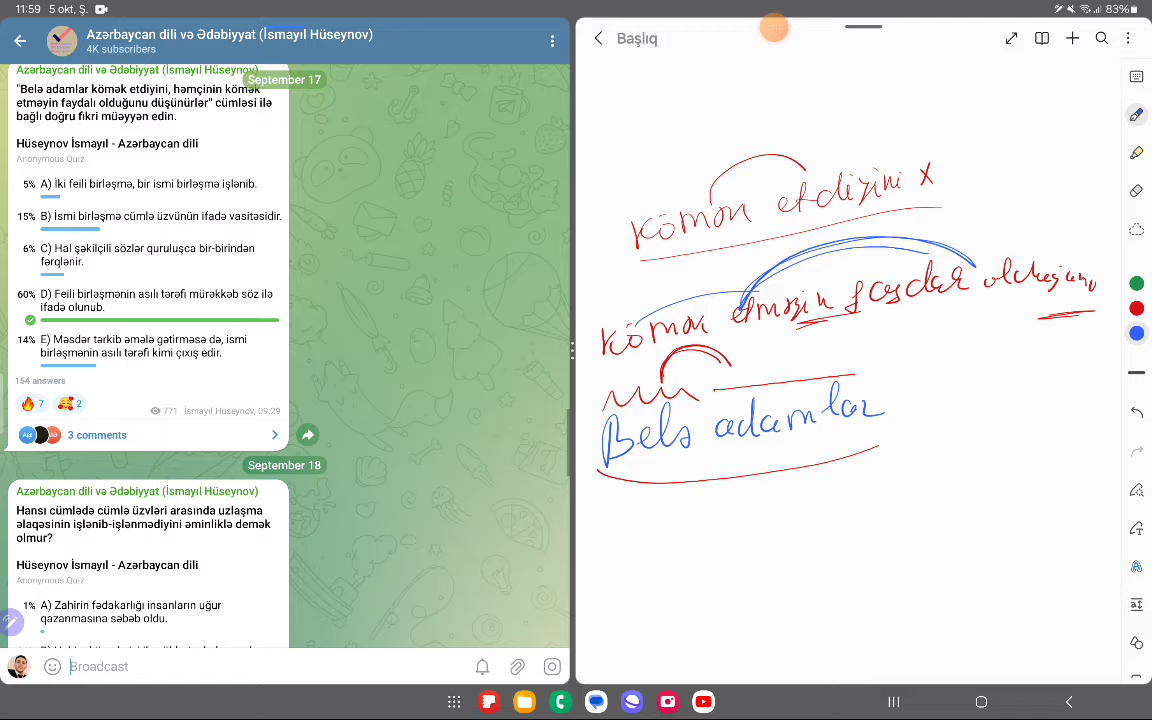 11:59 5 okt, Ş.
83%
Azərbaycan dili və Ədəbiyyat (İsmayıl Hüseynov)
4K subscribers
Azərbaycan dili və Ədəbiyyat (İsmayıl Hüseynov)
September 17
"Belə adamlar kömək etdiyini, həmçinin kömək
etməyin faydalı olduğunu düşünürlər" cümləsi ilə
bağlı doğru fikri müəyyən edin.
Hüseynov İsmayıl - Azərbaycan dili
Anonymous Quiz
5% A) İki feili birləşmə, bir ismi birləşmə işlənib.
15% B) İsmi birləşmə cümlə üzvünün ifadə vasitəsidir.
6% C) Hal şəkilçili sözlər quruluşca bir-birindən
fərqlənir.
60% D) Feili birləşmənin asılı tərəfi mürəkkəb söz ilə
ifadə olunub.
14% E) Məsdər tərkib əmələ gətirməsə də, ismi
birləşmənin asılı tərəfi kimi çıxış edir.
154 answers
7 2
771 İsmayıl Hüseynov, 09:29
3 comments
September 18
Azərbaycan dili və Ədəbiyyat (İsmayıl Hüseynov)
Hansı cümlədə cümlə üzvləri arasında uzlaşma
əlaqəsinin işlənib-işlənmədiyini əminliklə demək
olmur?
Hüseynov İsmayıl - Azərbaycan dili
Anonymous Quiz
1% A) Zahirin fədakarlığı insanların uğur
qazanmasına səbəb oldu.
Broadcast
Başlıq
Kömək etdiyini x
Kömək etməyin faydalı olduğunu
Belə adamlar